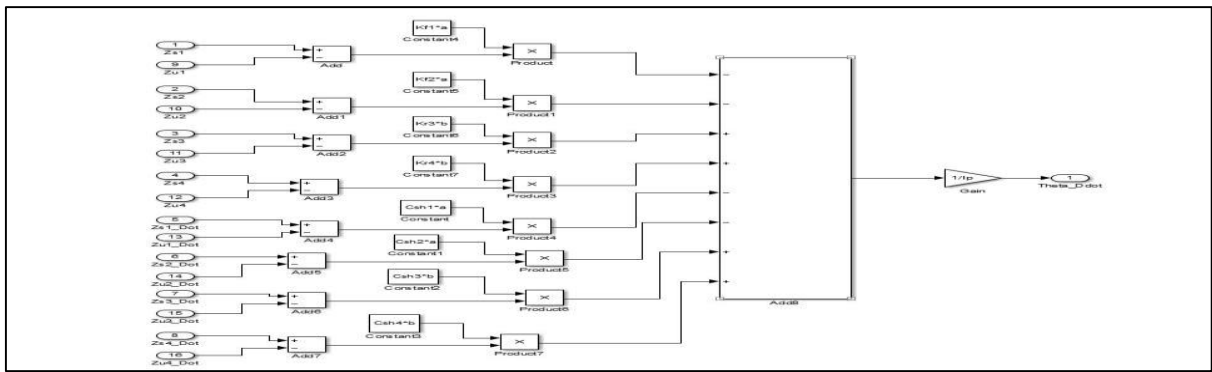 Kf1*a
Constant4
1
Zs1
9
Zu1
Add
×
Product
Kf2*a
Constant5
2
Zs2
10
Zu2
Add1
×
Product1
Kr3*b
Constant6
3
Zs3
11
Zu3
Add2
×
Product2
Kr4*b
Constant7
4
Zs4
12
Zu4
Add3
×
Product3
1/Ip
Gain
1
Theta_Ddot
Csh1*a
Constant
5
Zs1_Dot
13
Zu1_Dot
Add4
×
Product4
Csh2*a
Constant1
6
Zs2_Dot
14
Zu2_Dot
Add5
×
Product5
Csh3*b
Constant2
7
Zs3_Dot
15
Zu3_Dot
Add6
×
Product6
Add8
Csh4*b
Constant3
8
Zs4_Dot
16
Zu4_Dot
Add7
×
Product7